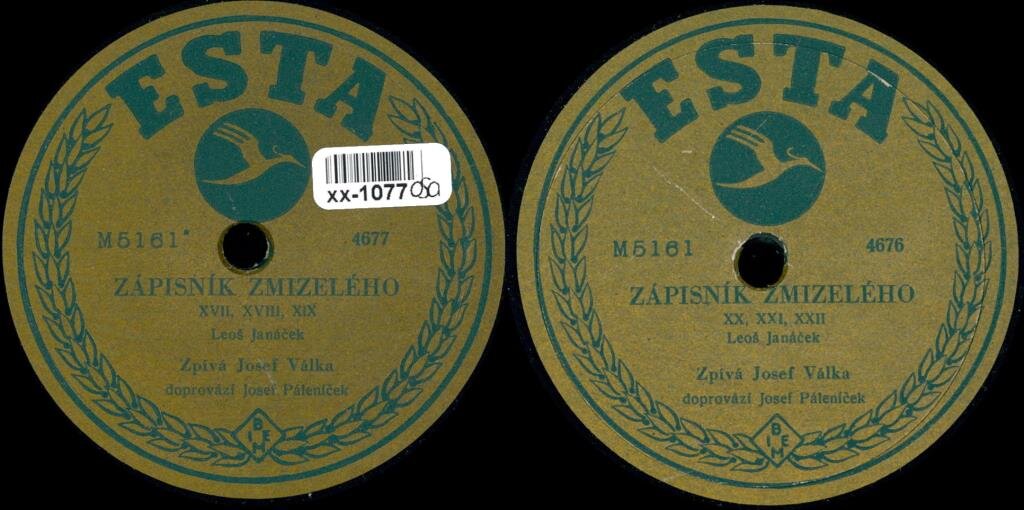 ESTA
xx-1077 osa
M5161* 4677
ZÁPISNÍK ZMIZELÉHO
XVII, XVIII, XIX
Leoš Janáček
Zpívá Josef Válka
doprovází Josef Páleníček
BIEM
ESTA
M5161 4676
ZÁPISNÍK ZMIZELÉHO
XX, XXI, XXII
Leoš Janáček
Zpívá Josef Válka
doprovází Josef Páleníček
BIEM